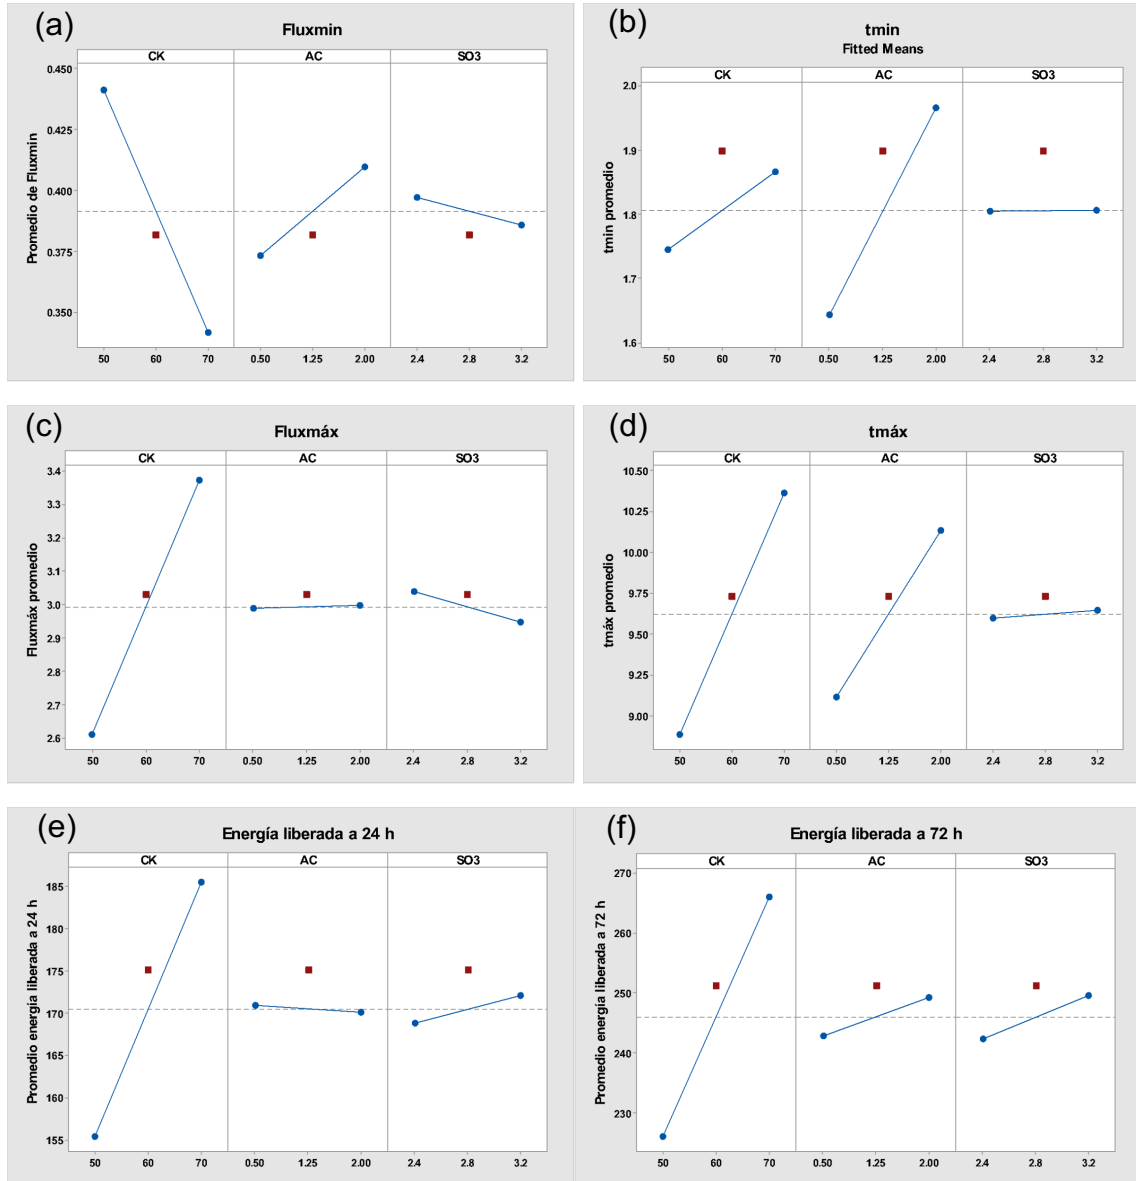 (a)
Fluxmin
CK AC SO3
Promedio de Fluxmin
0.450
0.425
0.400
0.375
0.350
50 60 70 0.50 1.25 2.00 2.4 2.8 3.2
(b)
tmin
Fitted Means
CK AC SO3
tmin promedio
2.0
1.9
1.8
1.7
1.6
50 60 70 0.50 1.25 2.00 2.4 2.8 3.2
(c)
Fluxmáx
CK AC SO3
Fluxmáx promedio
3.4
3.3
3.2
3.1
3.0
2.9
2.8
2.7
2.6
50 60 70 0.50 1.25 2.00 2.4 2.8 3.2
(d)
tmáx
CK AC SO3
tmáx promedio
10.50
10.25
10.00
9.75
9.50
9.25
9.00
50 60 70 0.50 1.25 2.00 2.4 2.8 3.2
(e)
Energía liberada a 24 h
CK AC SO3
Promedio energía liberada a 24 h
185
180
175
170
165
160
155
50 60 70 0.50 1.25 2.00 2.4 2.8 3.2
(f)
Energía liberada a 72 h
CK AC SO3
Promedio energía liberada a 72 h
270
260
250
240
230
50 60 70 0.50 1.25 2.00 2.4 2.8 3.2